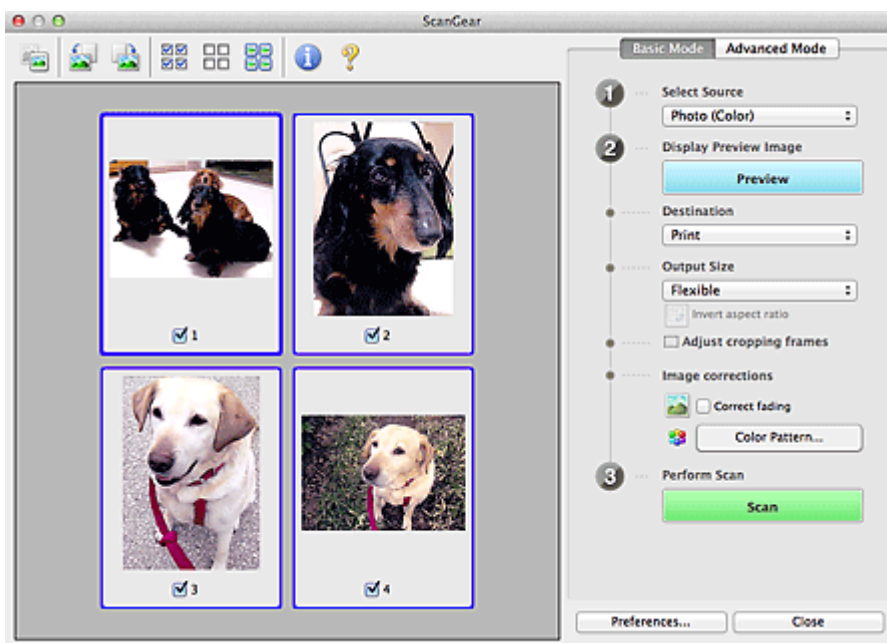 ScanGear
Basic Mode Advanced Mode
1 Select Source
Photo (Color)
2 Display Preview Image
Preview
Destination
Print
Output Size
Flexible
Invert aspect ratio
Adjust cropping frames
Image corrections
Correct fading
Color Pattern...
3 Perform Scan
Scan
1 2
3 4
Preferences... Close